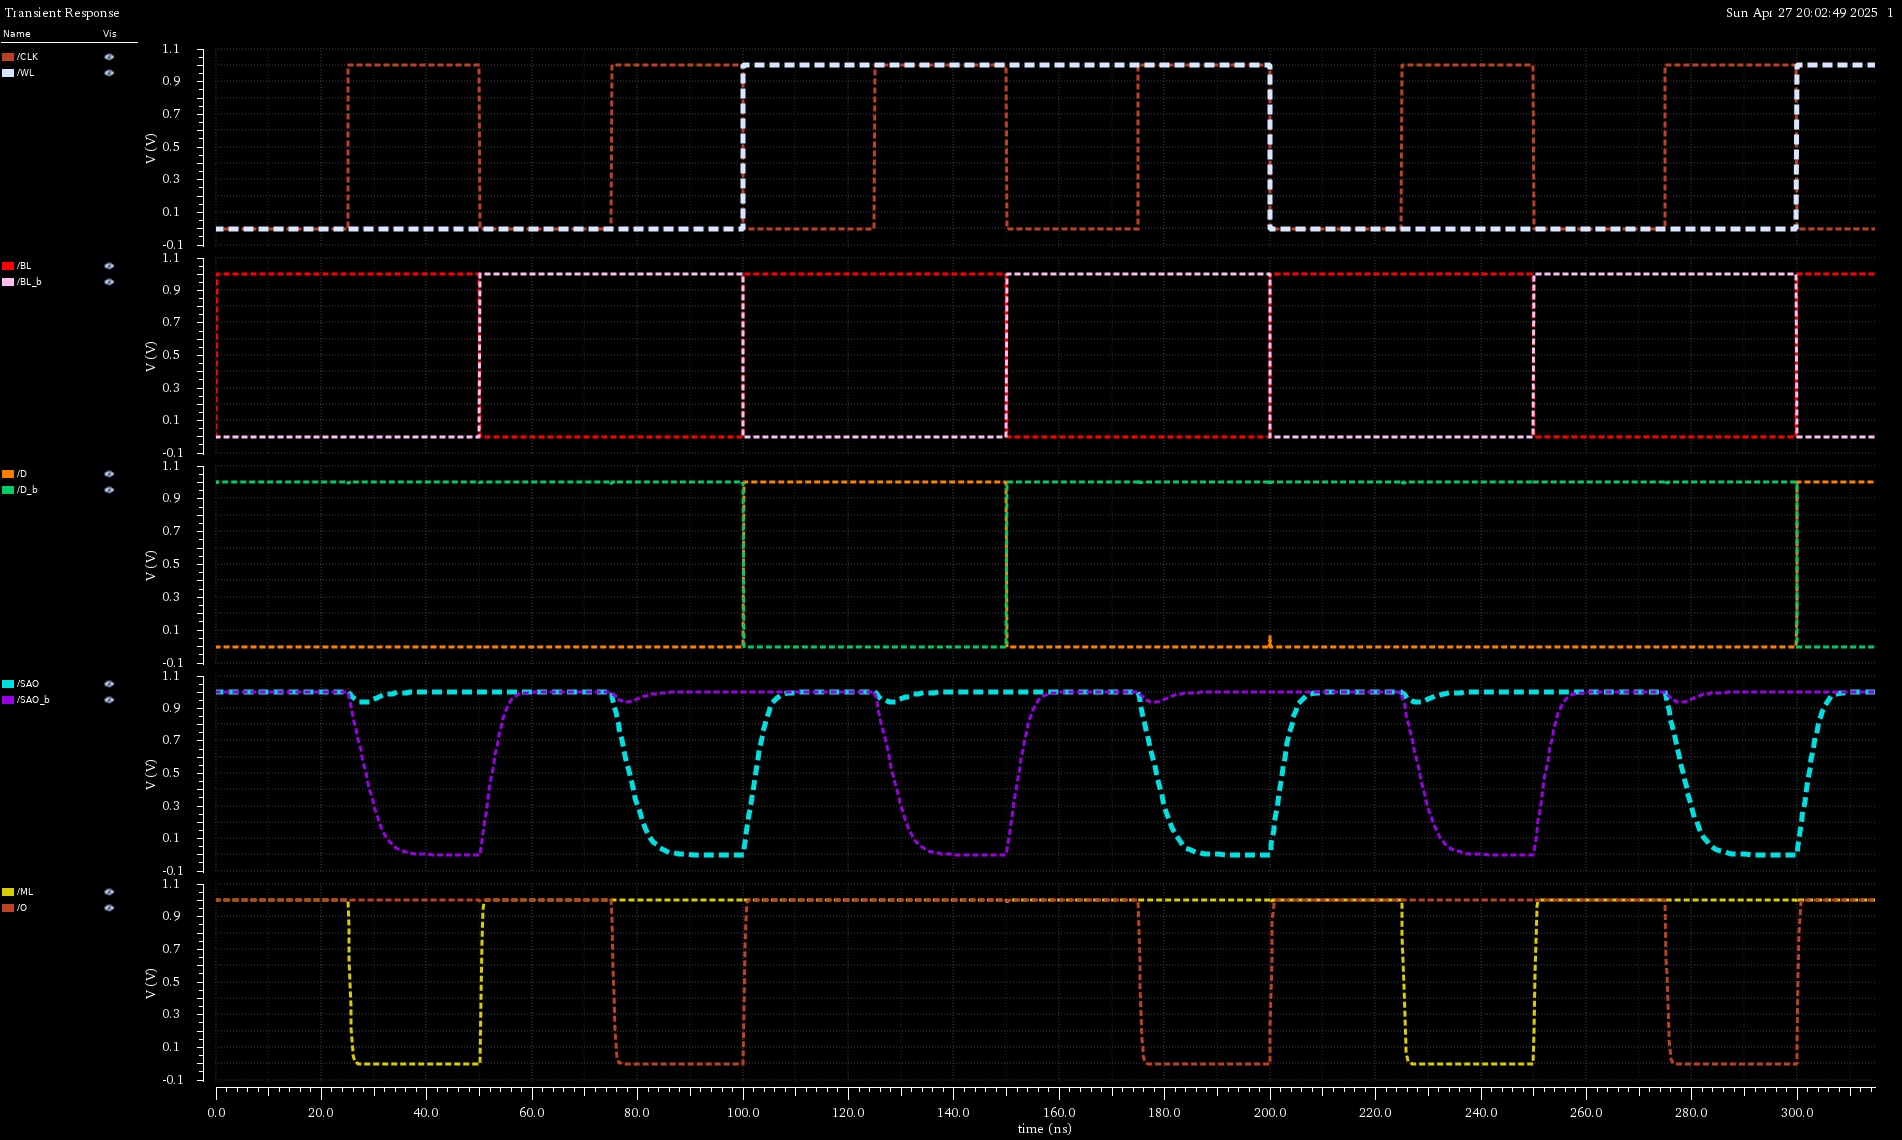 Transient Response
Sun Apr 27 20:02:49 2025 1
Name Vis
/CLK
/WL
1.1
0.9
0.7
0.5
0.3
0.1
-0.1
V (V)
/BL
/BL_b
1.1
0.9
0.7
0.5
0.3
0.1
-0.1
V (V)
/D
/D_b
1.1
0.9
0.7
0.5
0.3
0.1
-0.1
V (V)
/SAO
/SAO_b
1.1
0.9
0.7
0.5
0.3
0.1
-0.1
V (V)
/ML
/O
1.1
0.9
0.7
0.5
0.3
0.1
-0.1
V (V)
0.0 20.0 40.0 60.0 80.0 100.0 120.0 140.0 160.0 180.0 200.0 220.0 240.0 260.0 280.0 300.0
time (ns)